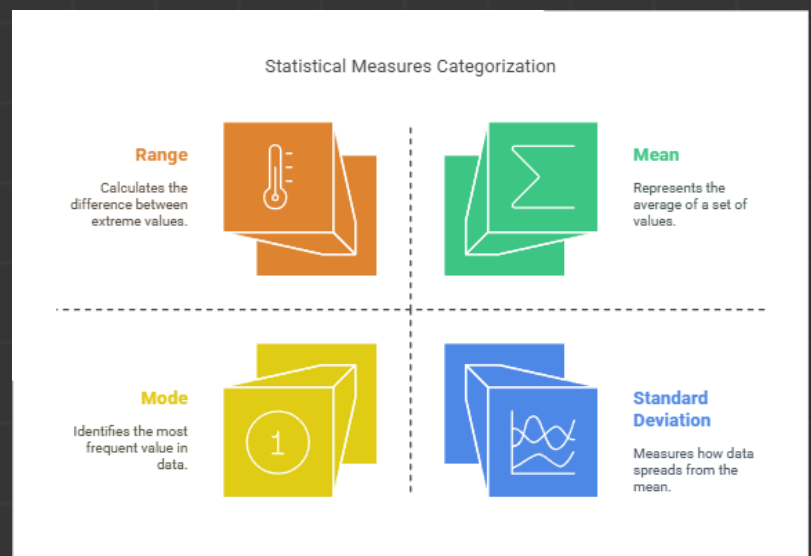 Statistical Measures Categorization
Range
Calculates the
difference between
extreme values.
Mean
Represents the
average of a set of
values.
Mode
Identifies the most
frequent value in
data.
1
Standard
Deviation
Measures how data
spreads from the
mean.